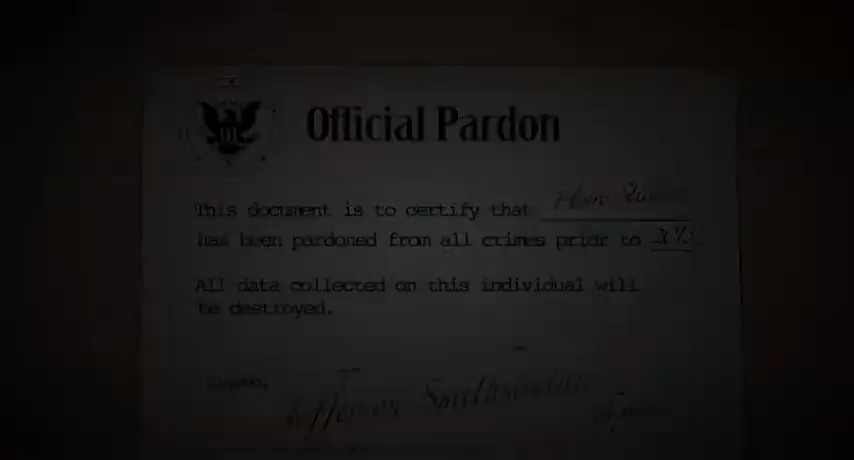 Official Pardon
This document is to certify that
has been pardoned from all crimes prior to
All data collected on this individual will
be destroyed.
Jefferson